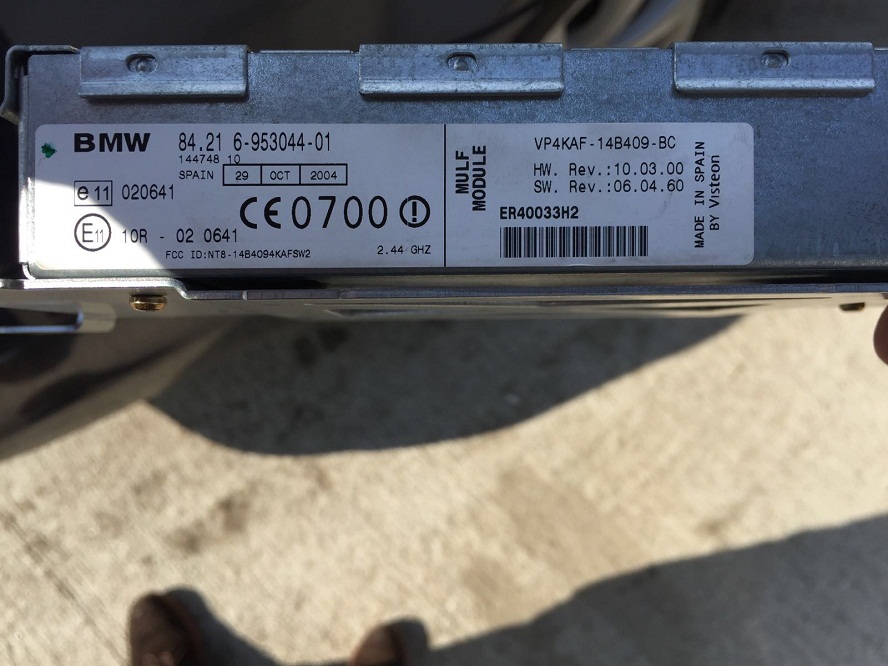 BMW 84.21 6-953044-01
144748 10
SPAIN 29 OCT 2004
e 11 020641
CE0700
E11 10R - 02 0641
FCC ID:NT8-14B4094KAFSW2 2.44 GHZ
MULF MODULE
VP4KAF-14B409-BC
HW. Rev.:10.03.00
SW. Rev.:06.04.60
ER40033H2
MADE IN SPAIN
BY Visteon